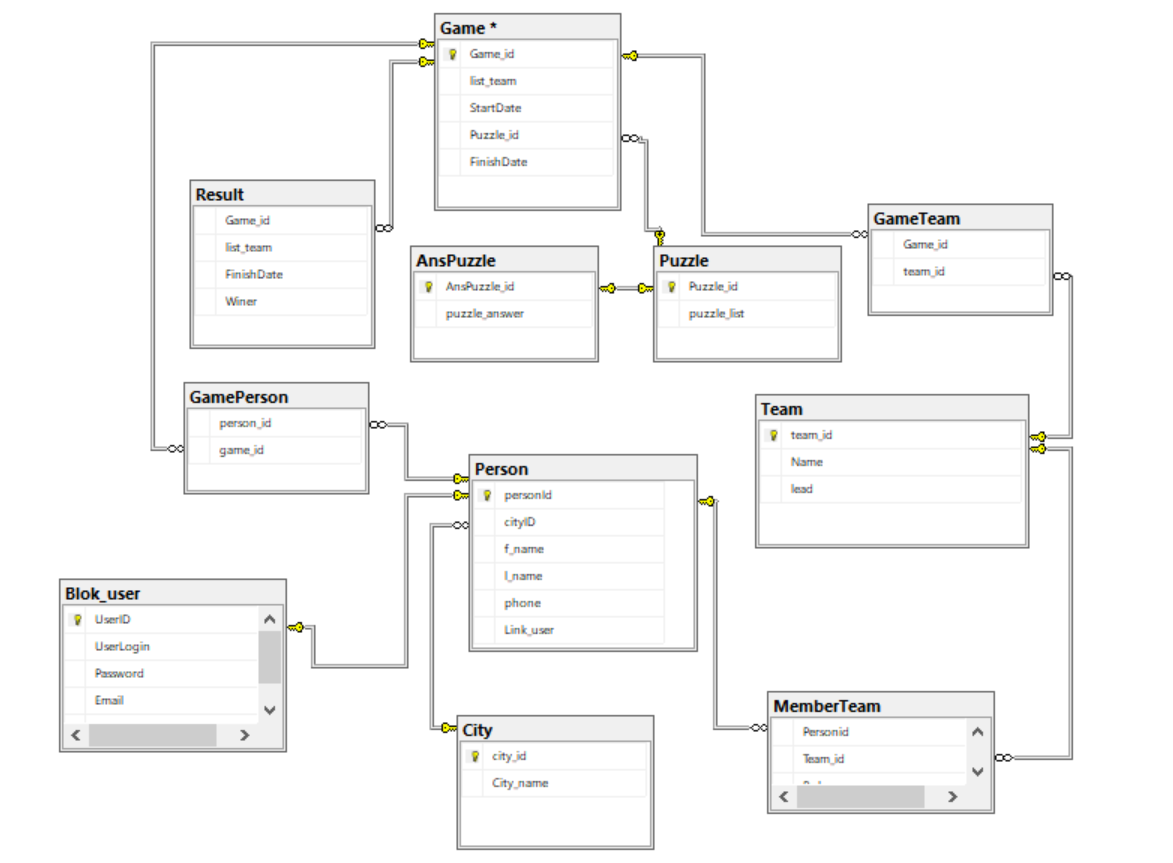 Game *
Game_id
list_team
StartDate
Puzzle_id
FinishDate
Result
Game_id
list_team
FinishDate
Winer
GameTeam
Game_id
team_id
AnsPuzzle
AnsPuzzle_id
puzzle_answer
Puzzle
Puzzle_id
puzzle_list
GamePerson
person_id
game_id
Team
team_id
Name
lead
Person
personId
cityID
f_name
l_name
phone
Link_user
Blok_user
UserID
UserLogin
Password
Email
City
city_id
City_name
MemberTeam
Personid
Team_id